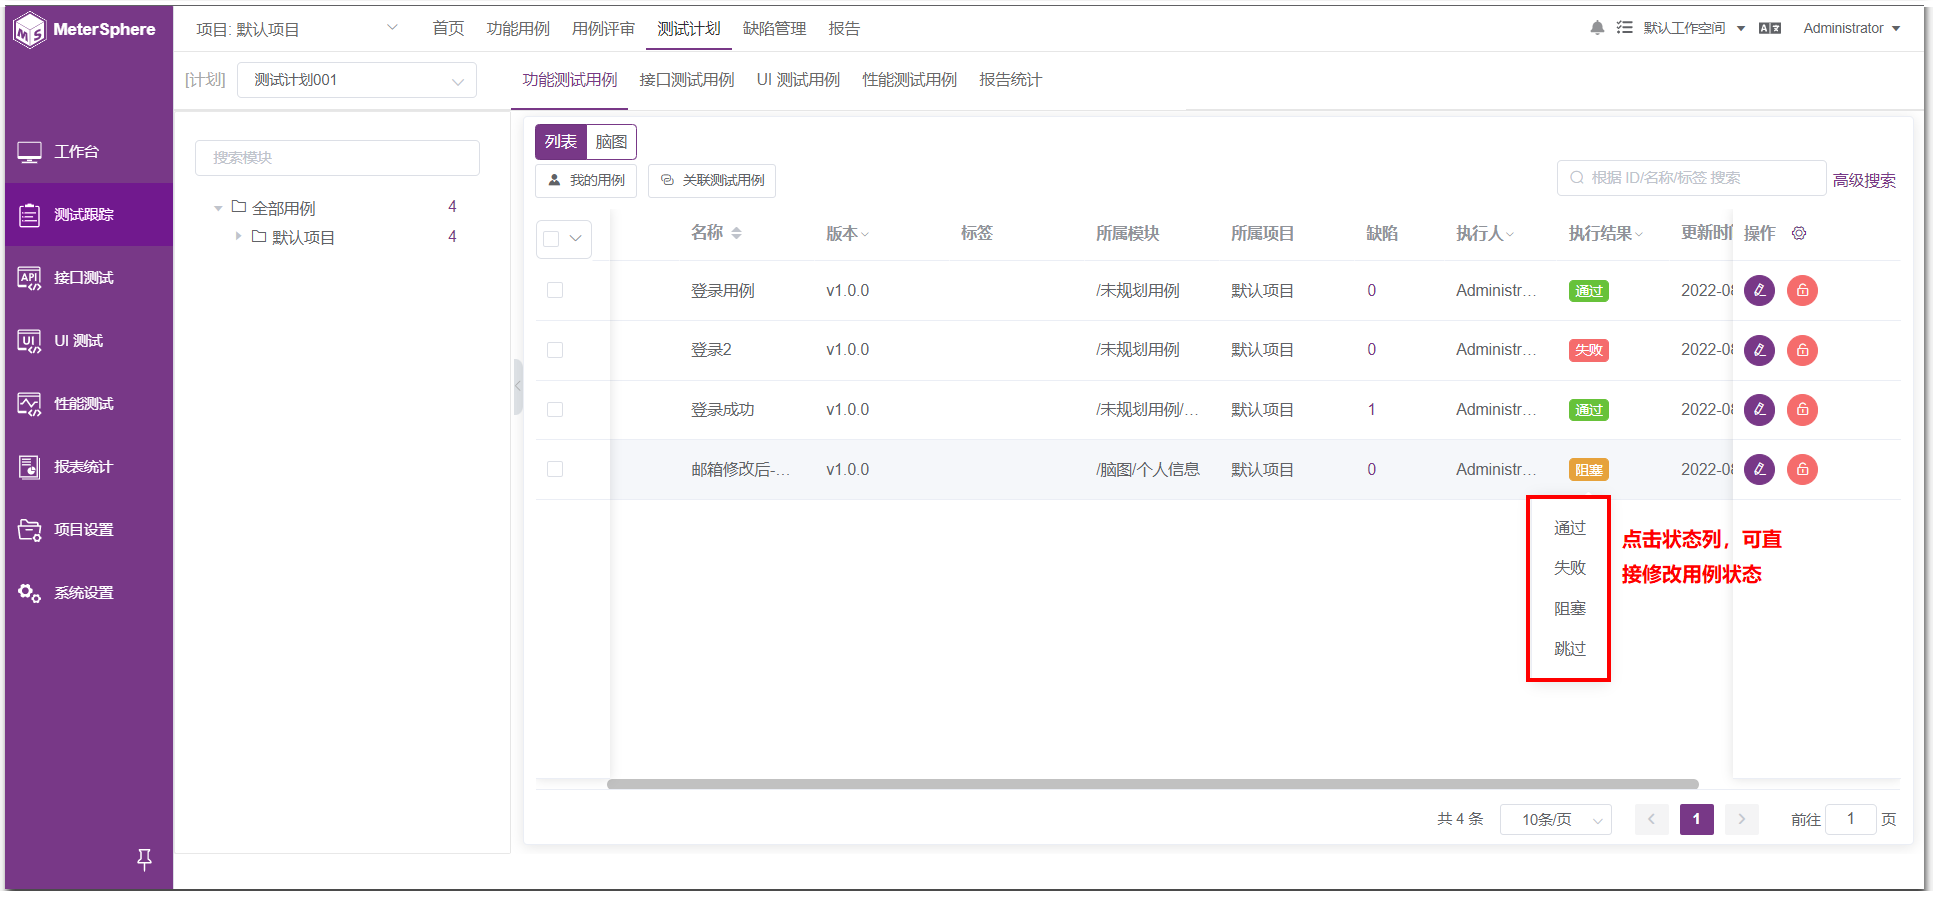 MeterSphere
项目: 默认项目
首页
功能用例
用例评审
测试计划
缺陷管理
报告
默认工作空间
Administrator
[计划]
测试计划001
功能测试用例
接口测试用例
UI 测试用例
性能测试用例
报告统计
工作台
测试跟踪
接口测试
UI 测试
性能测试
报表统计
项目设置
系统设置
搜索模块
全部用例 4
默认项目 4
列表
脑图
我的用例
关联测试用例
根据 ID/名称/标签 搜索
高级搜索
名称 版本 标签 所属模块 所属项目 缺陷 执行人 执行结果 更新时 操作
登录用例 v1.0.0 /未规划用例 默认项目 0 Administr... 通过 2022-08
登录2 v1.0.0 /未规划用例 默认项目 0 Administr... 失败 2022-08
登录成功 v1.0.0 /未规划用例/... 默认项目 1 Administr... 通过 2022-08
邮箱修改后-... v1.0.0 /脑图/个人信息 默认项目 0 Administr... 阻塞 2022-08
通过
失败
阻塞
跳过
点击状态列，可直
接修改用例状态
共 4 条
10条/页
1
前往 1 页